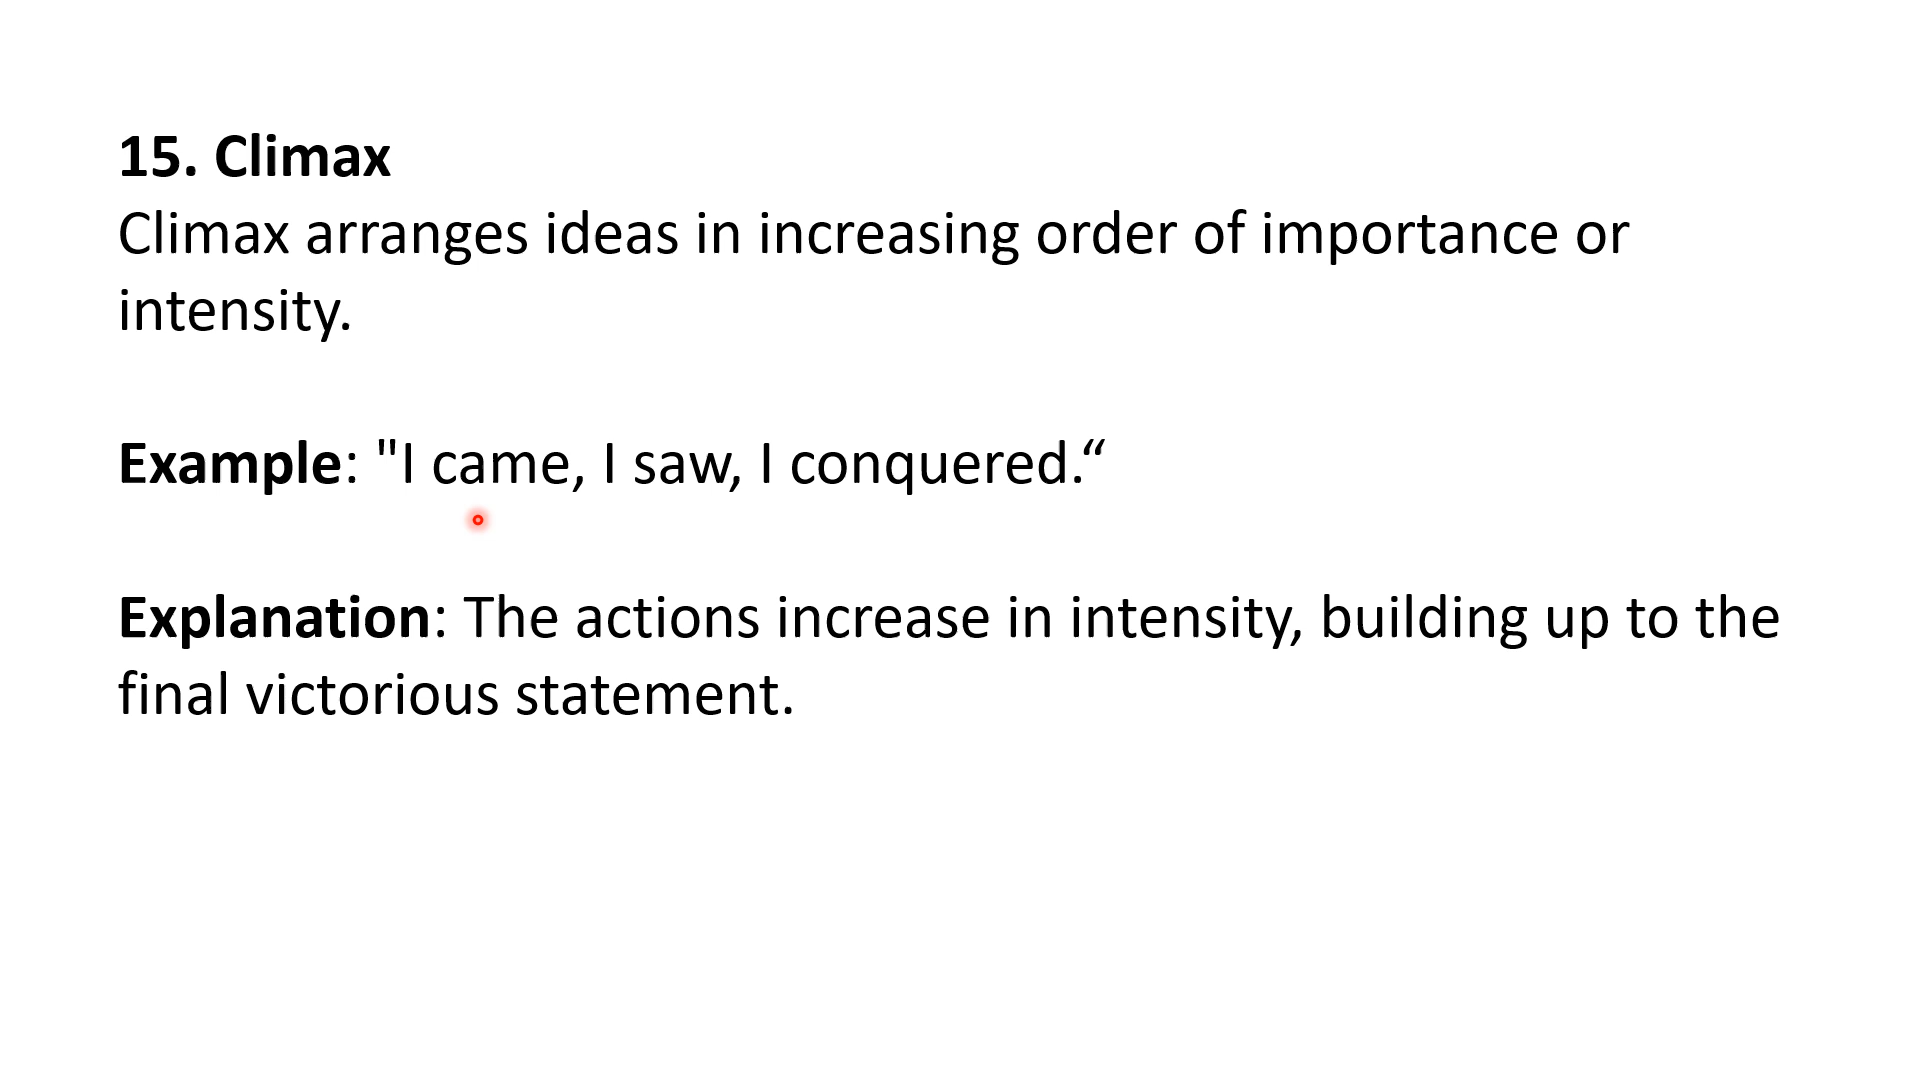 15. Climax
Climax arranges ideas in increasing order of importance or
intensity.
Example: "I came, I saw, I conquered.“
Explanation: The actions increase in intensity, building up to the
final victorious statement.